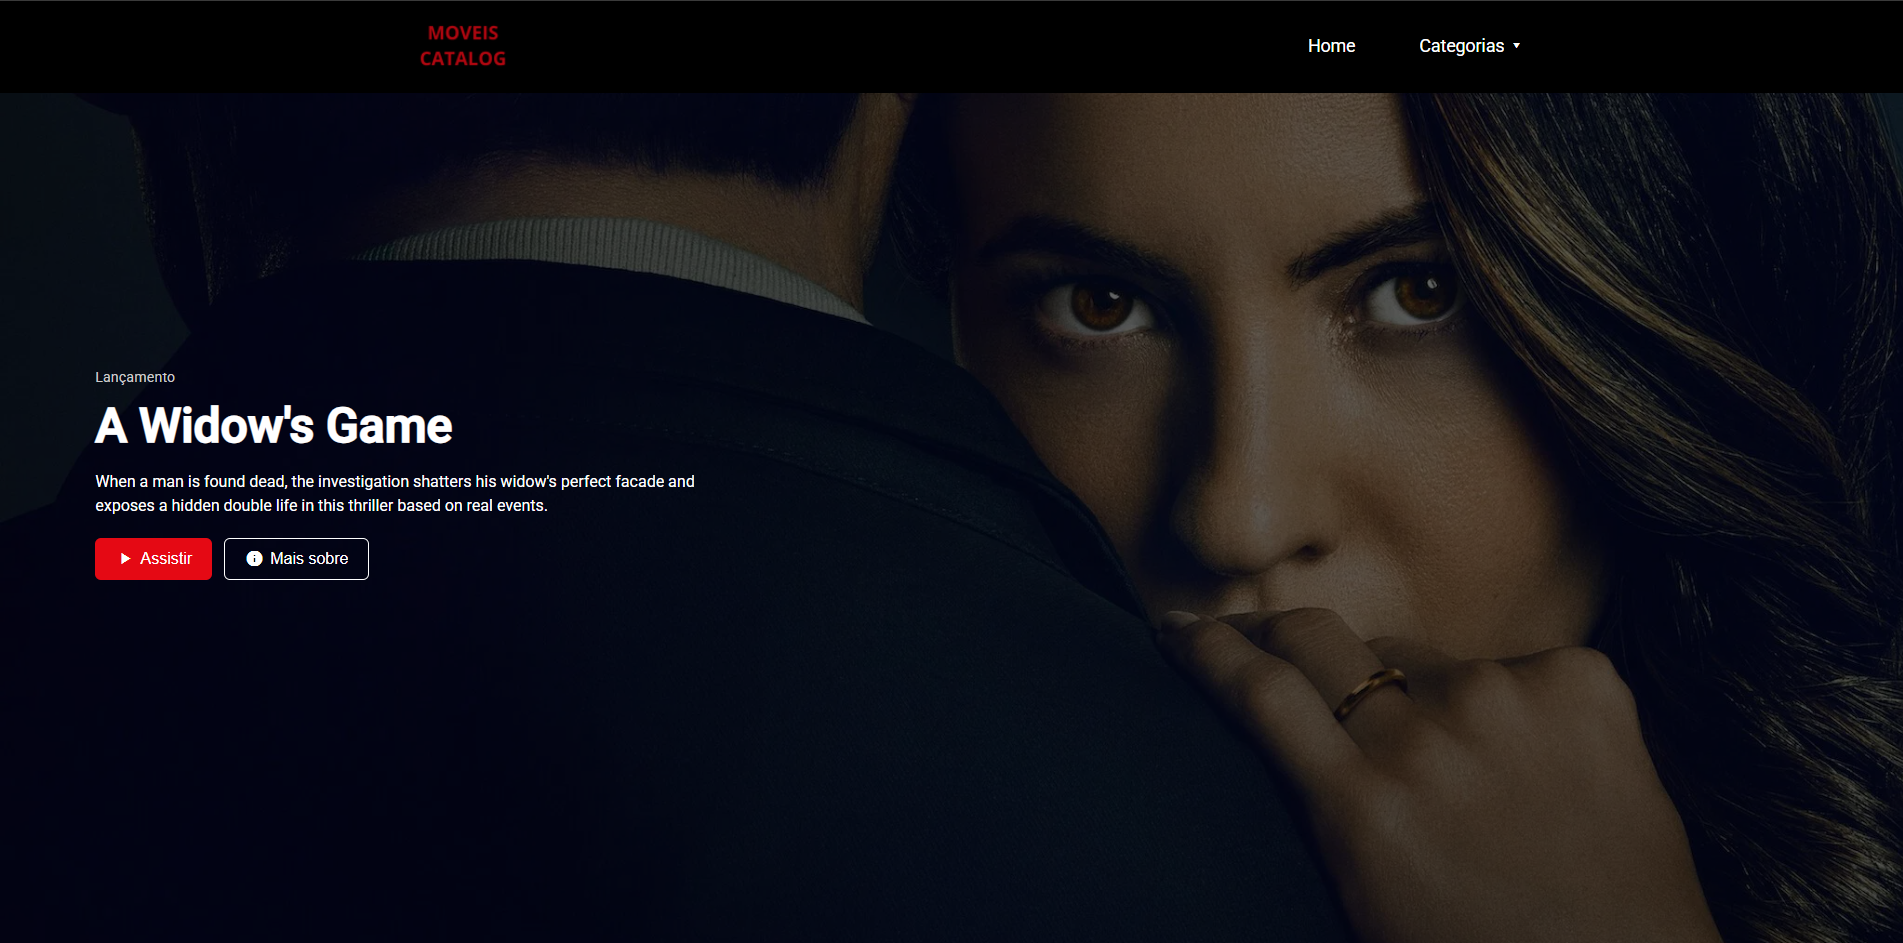 MOVEIS
CATALOG
Home
Categorias
Lançamento
A Widow's Game
When a man is found dead, the investigation shatters his widow's perfect facade and
exposes a hidden double life in this thriller based on real events.
Assistir
Mais sobre